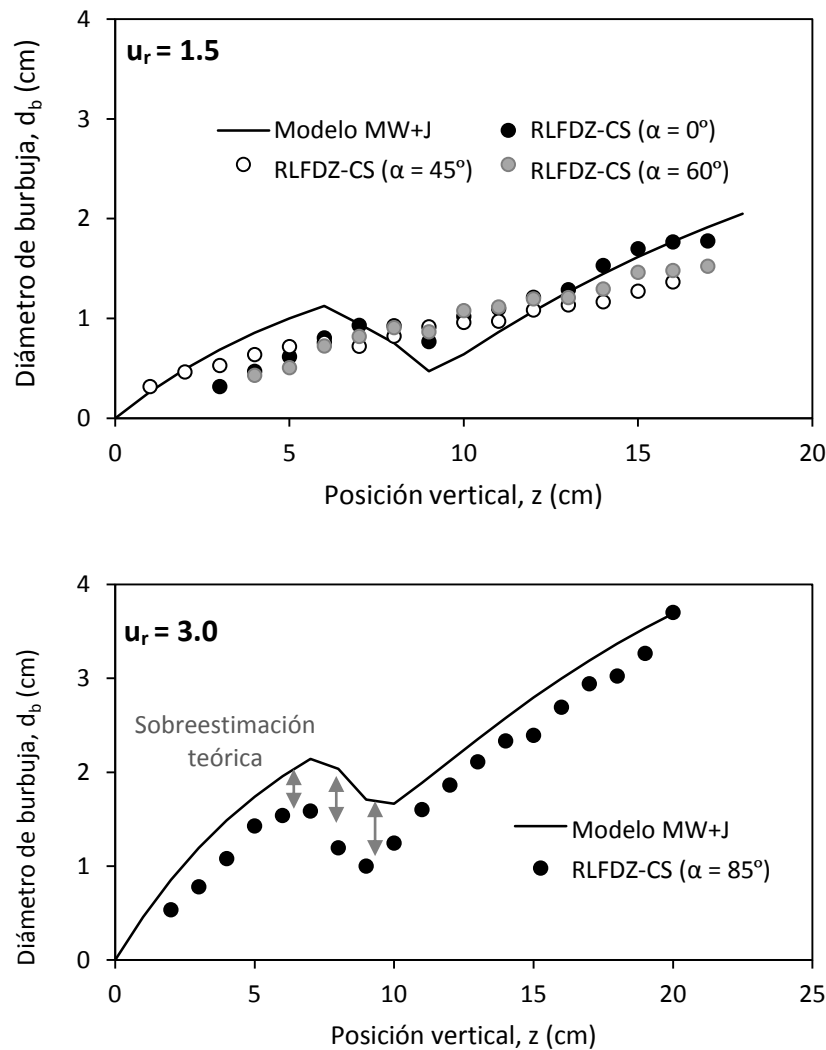 Diámetro de burbuja, d_b (cm)
4
3
2
1
0
u_r = 1.5
Modelo MW+J
RLFDZ-CS (α = 0º)
RLFDZ-CS (α = 45º)
RLFDZ-CS (α = 60º)
0
5
10
15
20
Posición vertical, z (cm)
Diámetro de burbuja, d_b (cm)
4
3
2
1
0
u_r = 3.0
Sobreestimación
teórica
Modelo MW+J
RLFDZ-CS (α = 85º)
0
5
10
15
20
25
Posición vertical, z (cm)